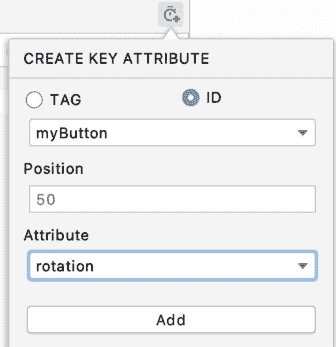 CREATE KEY ATTRIBUTE
TAG ID
myButton
Position
50
Attribute
rotation
Add